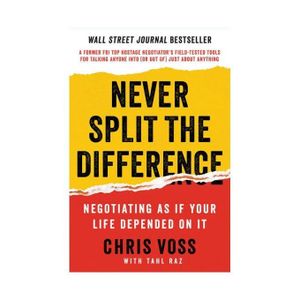 WALL STREET JOURNAL BESTSELLER
A FORMER FBI TOP HOSTAGE NEGOTIATOR'S FIELD-TESTED TOOLS
FOR TALKING ANYONE INTO (OR OUT OF) JUST ABOUT ANYTHING
NEVER
SPLIT THE
DIFFERENCE
NEGOTIATING AS IF YOUR
LIFE DEPENDED ON IT
CHRIS VOSS
WITH TAHL RAZ